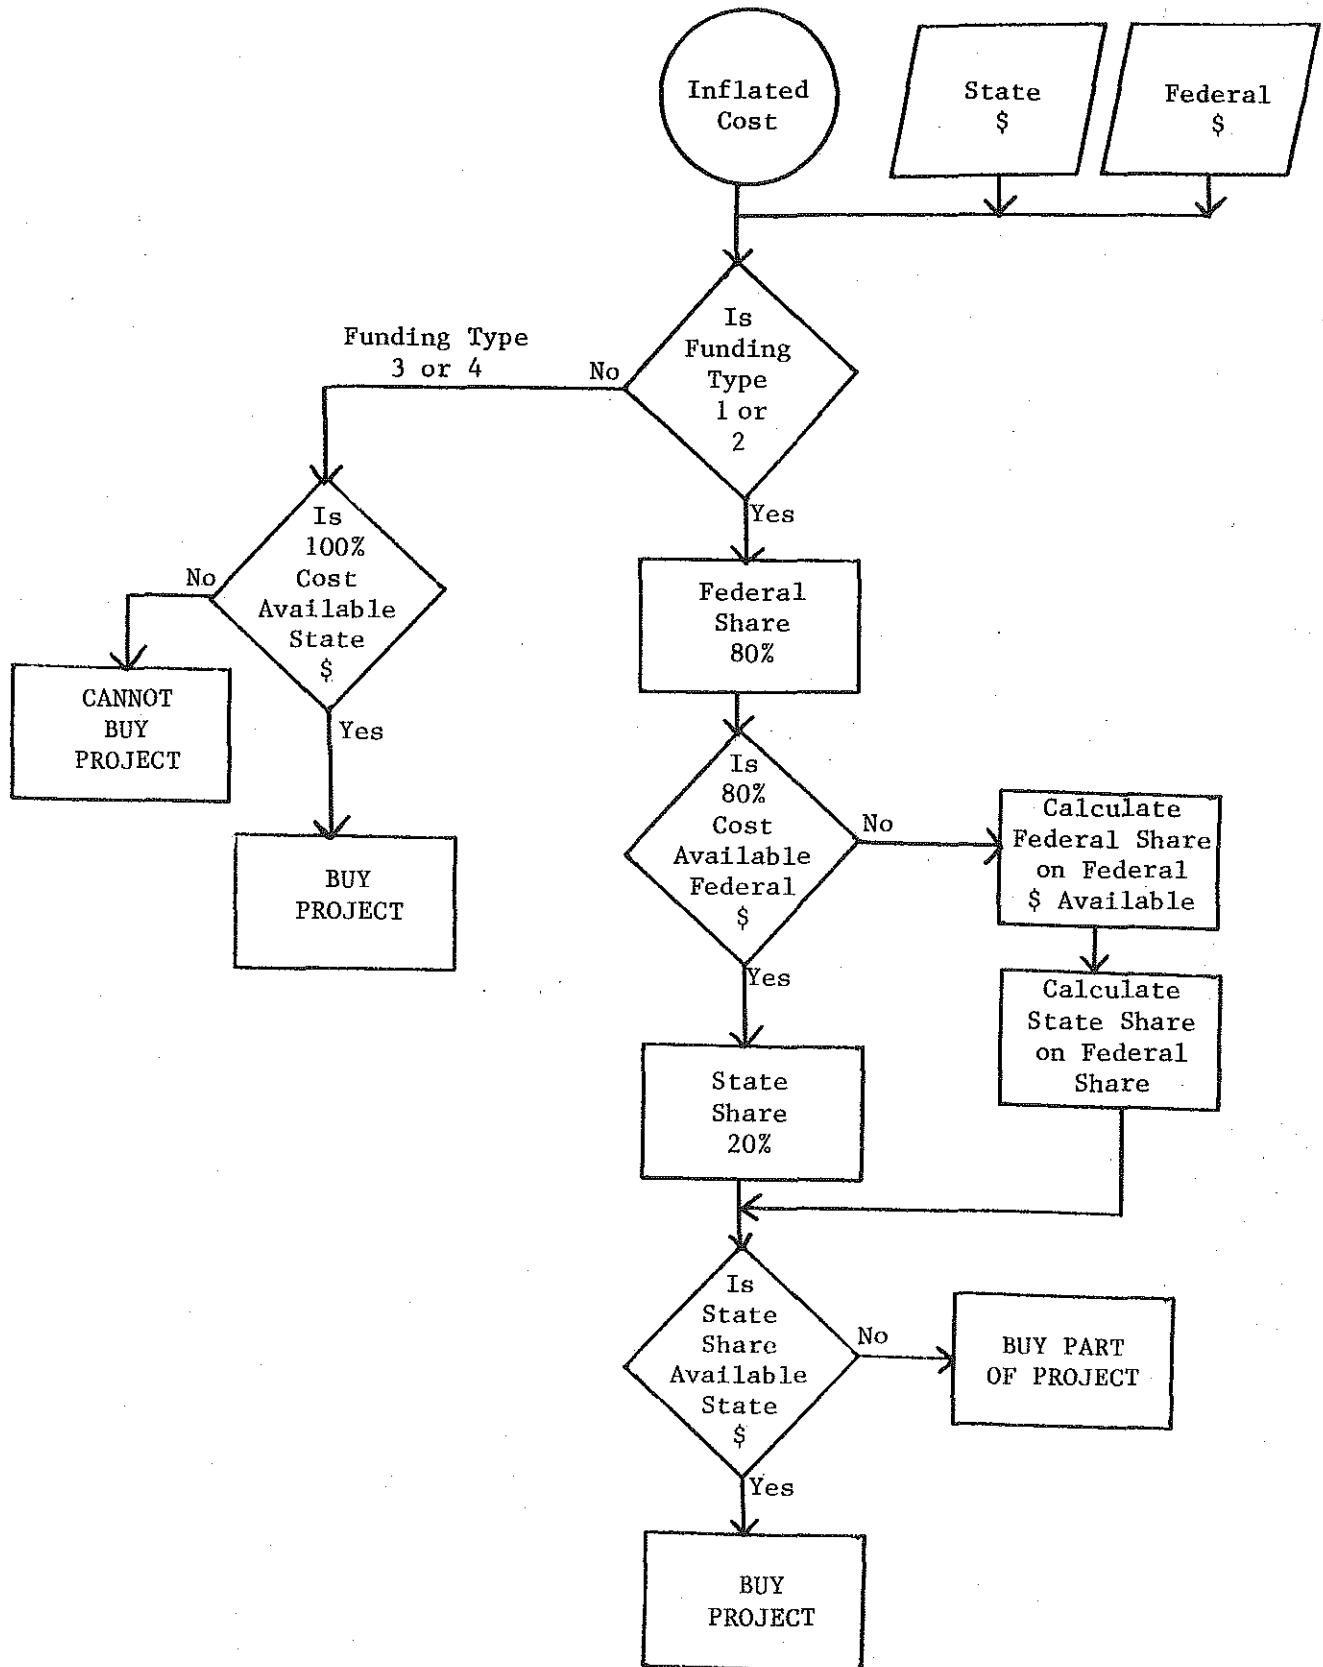 Inflated
Cost
State
$
Federal
$
Is
Funding
Type
1 or
2
Funding Type
3 or 4
No
Yes
Is
100%
Cost
Available
State
$
No
CANNOT
BUY
PROJECT
Yes
BUY
PROJECT
Federal
Share
80%
Is
80%
Cost
Available
Federal
$
No
Calculate
Federal Share
on Federal
$ Available
Calculate
State Share
on Federal
Share
Yes
State
Share
20%
Is
State
Share
Available
State
$
No
BUY PART
OF PROJECT
Yes
BUY
PROJECT